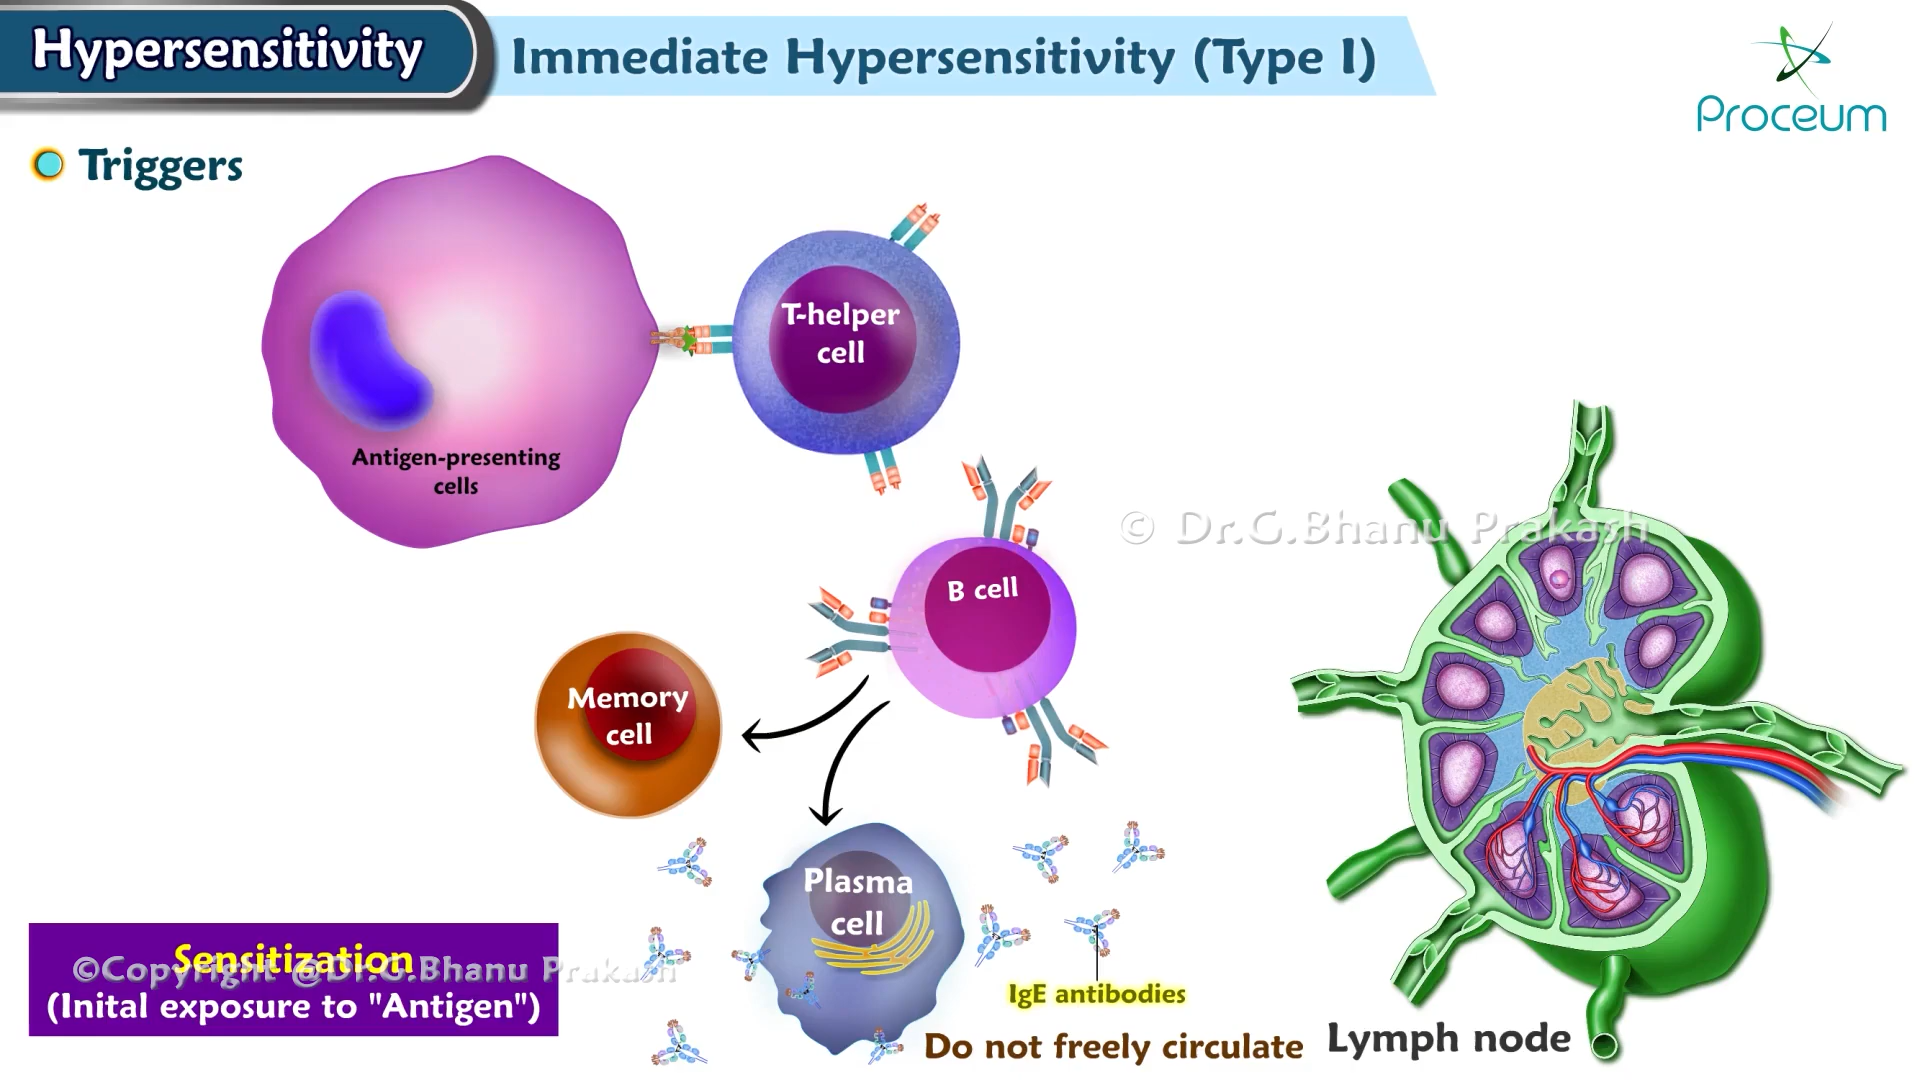 Hypersensitivity
Immediate Hypersensitivity (Type I)
Proceum
Triggers
T-helper
cell
Antigen-presenting
cells
© Dr.G.Bhanu Prakash
B cell
Memory
cell
Plasma
cell
Sensitization
©Copyright @Dr.G.Bhanu Prakash
(Inital exposure to "Antigen")
IgE antibodies
Do not freely circulate
Lymph node